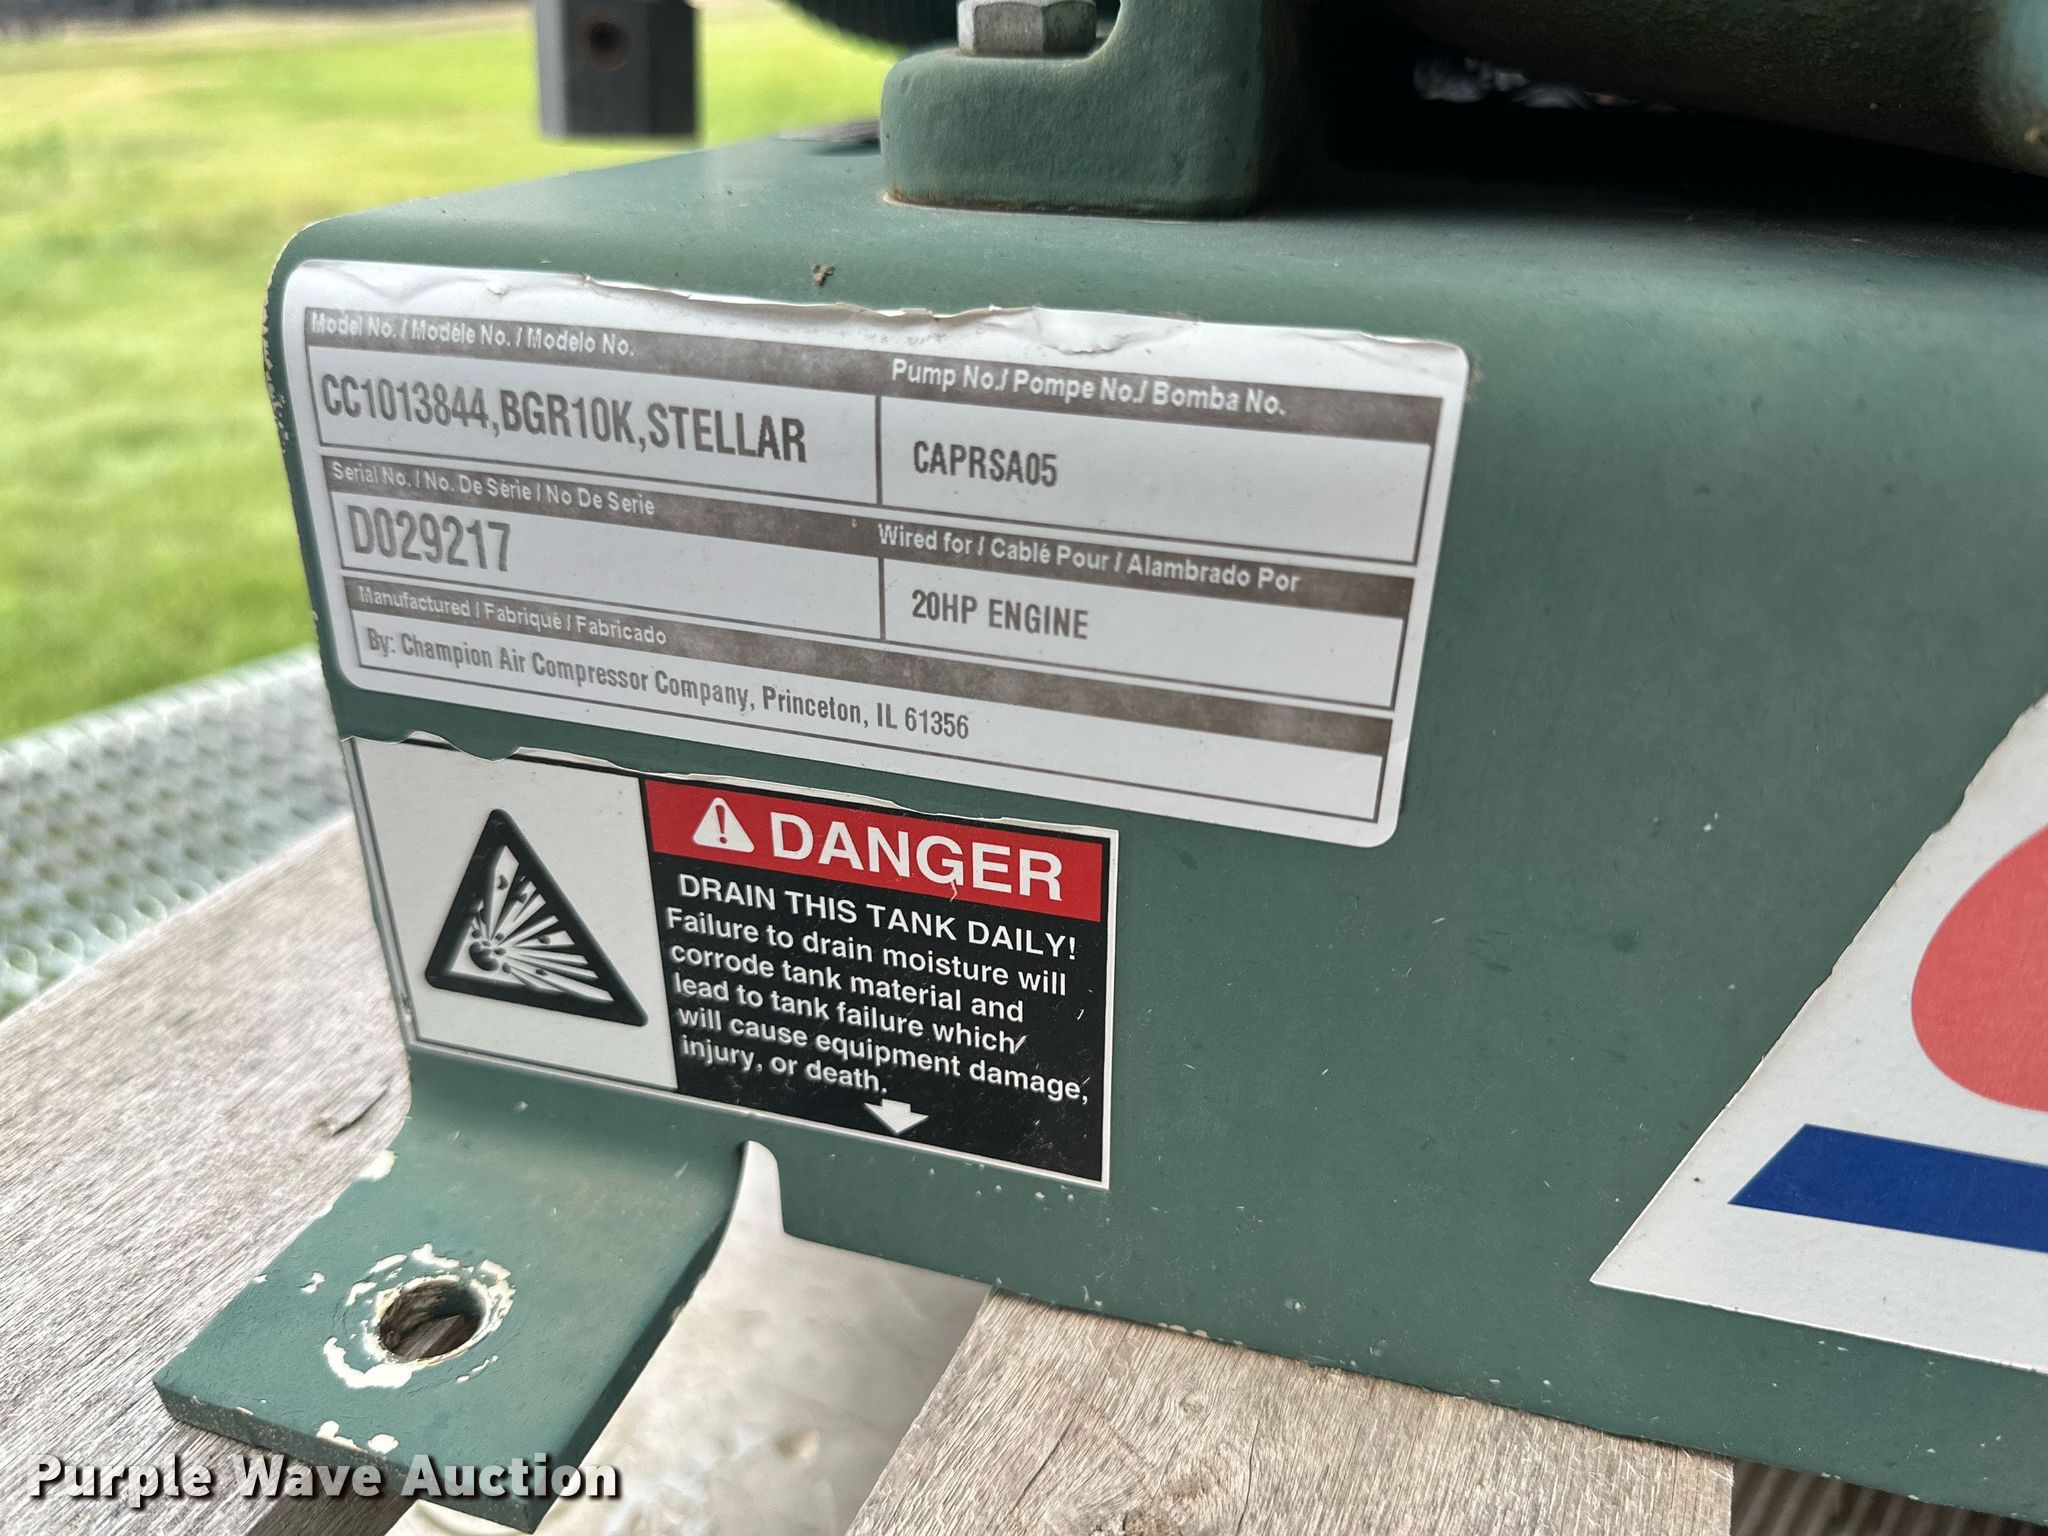 Model No. / Modéle No. / Modelo No.
CC1013844,BGR10K,STELLAR
Pump No./ Pompe No./ Bomba No.
CAPRSA05
Serial No. / No. De Série / No De Serie
D029217
Wired for / Cablé Pour / Alambrado Por
20HP ENGINE
Manufactured / Fabriqué / Fabricado
By: Champion Air Compressor Company, Princeton, IL 61356
DANGER
DRAIN THIS TANK DAILY!
Failure to drain moisture will
corrode tank material and
lead to tank failure which
will cause equipment damage,
injury, or death.
Purple Wave Auction